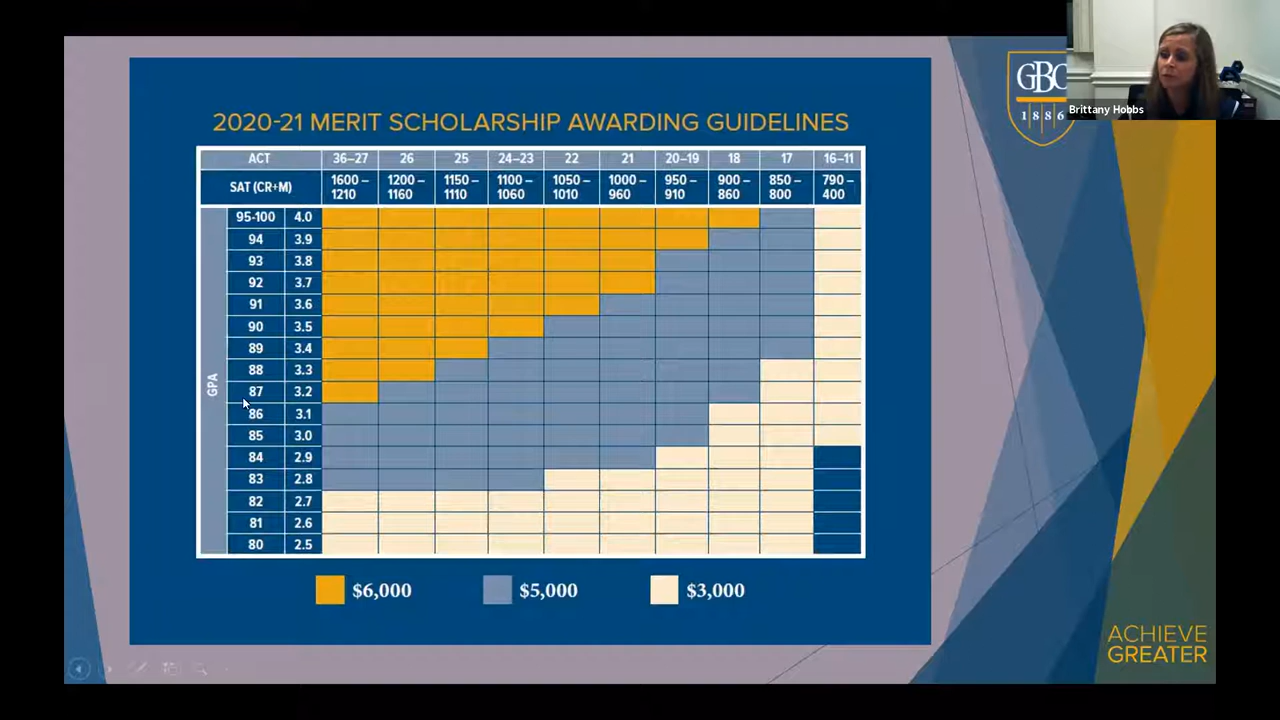 Brittany Hobbs
GBC
1886
2020-21 MERIT SCHOLARSHIP AWARDING GUIDELINES
ACT 36–27 26 25 24–23 22 21 20–19 18 17 16–11
SAT (CR+M) 1600 – 1210 1200 – 1160 1150 – 1110 1100 – 1060 1050 – 1010 1000 – 960 950 – 910 900 – 860 850 – 800 790 – 400
GPA
95-100 4.0
94 3.9
93 3.8
92 3.7
91 3.6
90 3.5
89 3.4
88 3.3
87 3.2
86 3.1
85 3.0
84 2.9
83 2.8
82 2.7
81 2.6
80 2.5
$6,000 $5,000 $3,000
ACHIEVE
GREATER